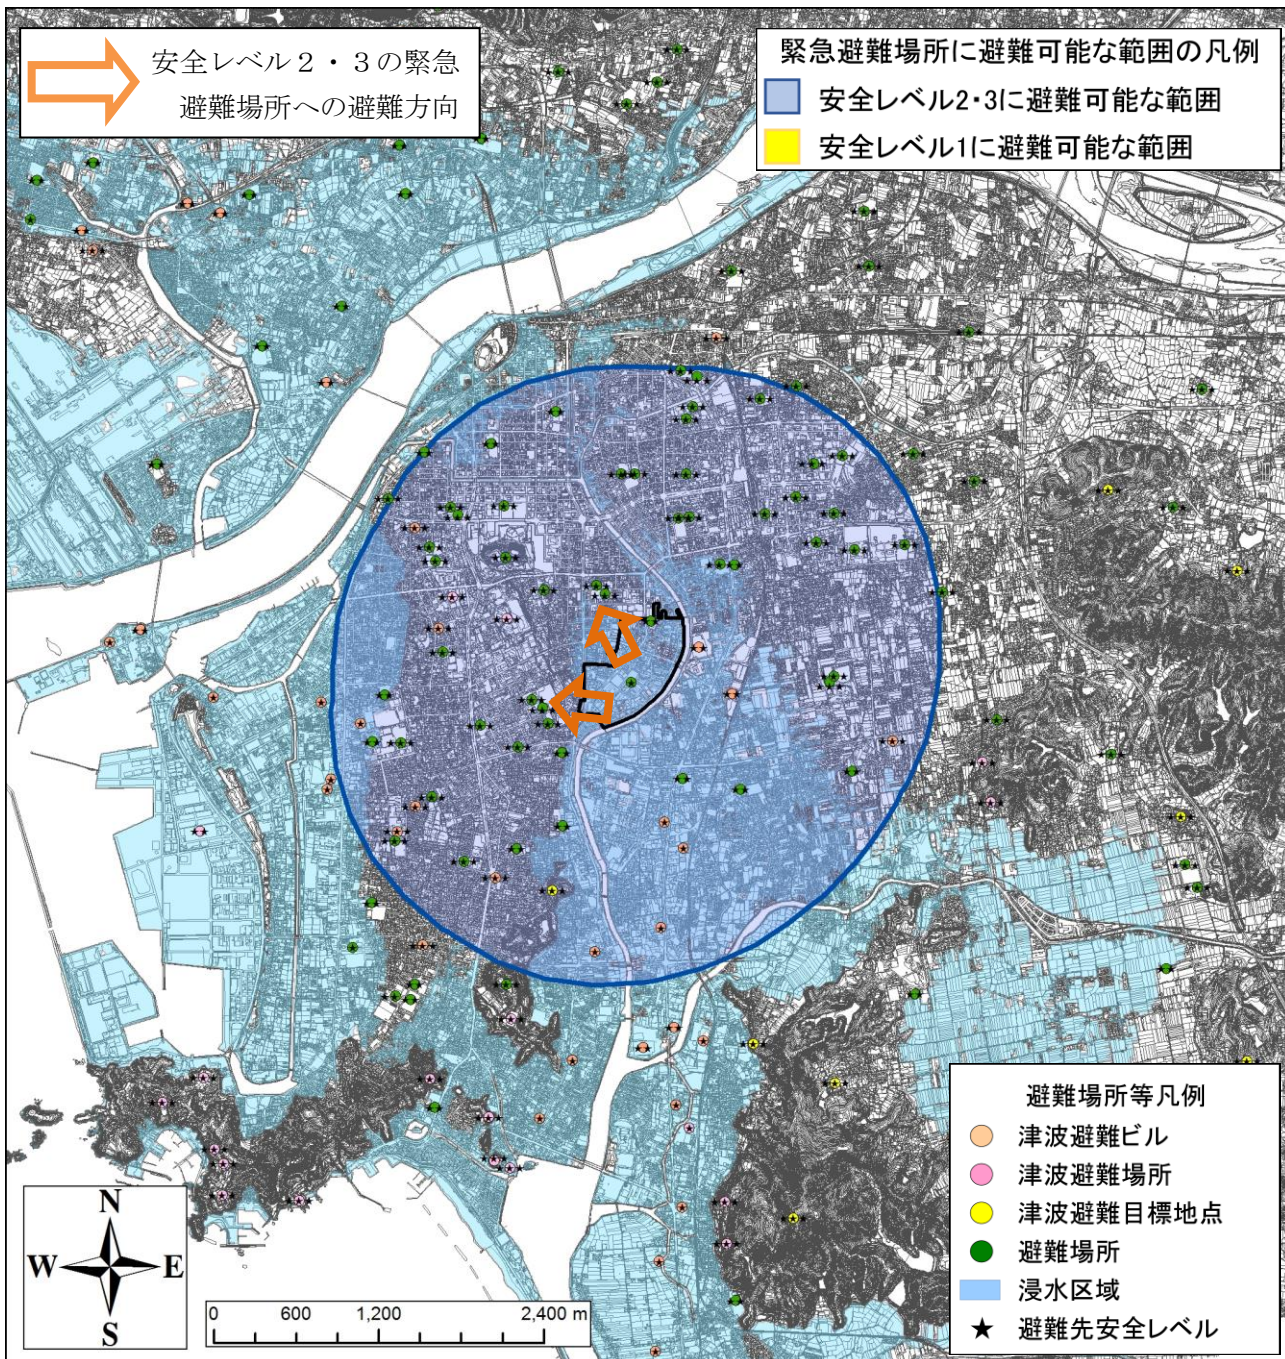 安全レベル２・３の緊急
避難場所への避難方向
緊急避難場所に避難可能な範囲の凡例
安全レベル2・3に避難可能な範囲
安全レベル1に避難可能な範囲
避難場所等凡例
津波避難ビル
津波避難場所
津波避難目標地点
避難場所
浸水区域
★ 避難先安全レベル
N
W E
S
0 600 1,200 2,400 m